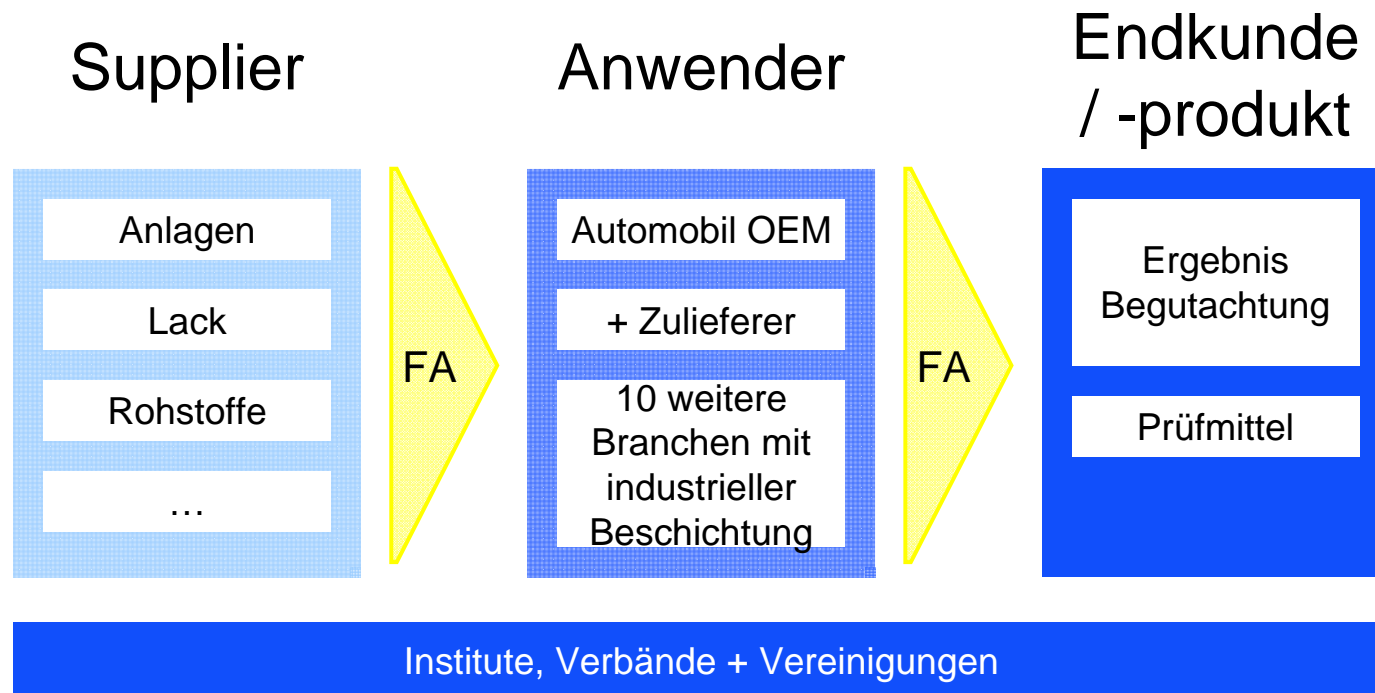 Supplier
Anwender
Endkunde
/ -produkt
Anlagen
Lack
Rohstoffe
…
FA
Automobil OEM
+ Zulieferer
10 weitere
Branchen mit
industrieller
Beschichtung
FA
Ergebnis
Begutachtung
Prüfmittel
Institute, Verbände + Vereinigungen